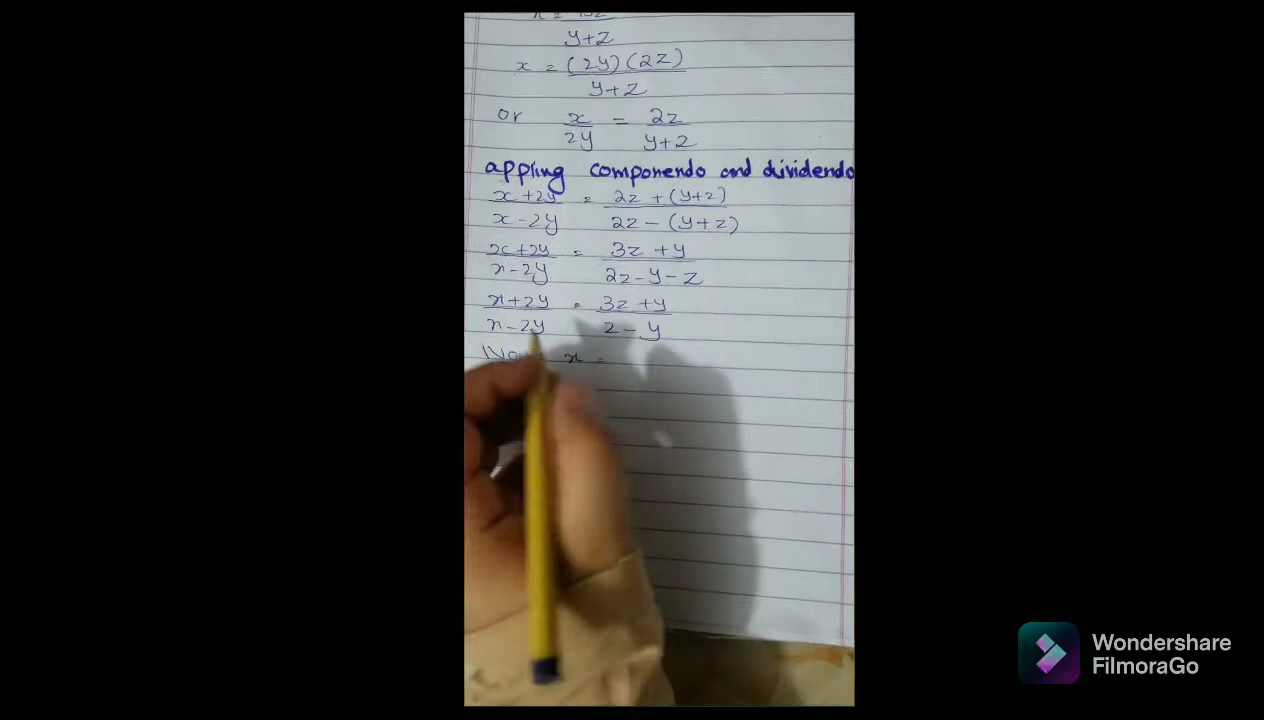 y+z
x = (2y)(2z)
y+z
or x = 2z
2y y+z
appling componendo and dividendo
x+2y = 2z+(y+z)
x-2y 2z-(y+z)
x+2y = 3z+y
x-2y 2z-y-z
x+2y = 3z+y
x-2y z-y
x =
Wondershare
FilmoraGo